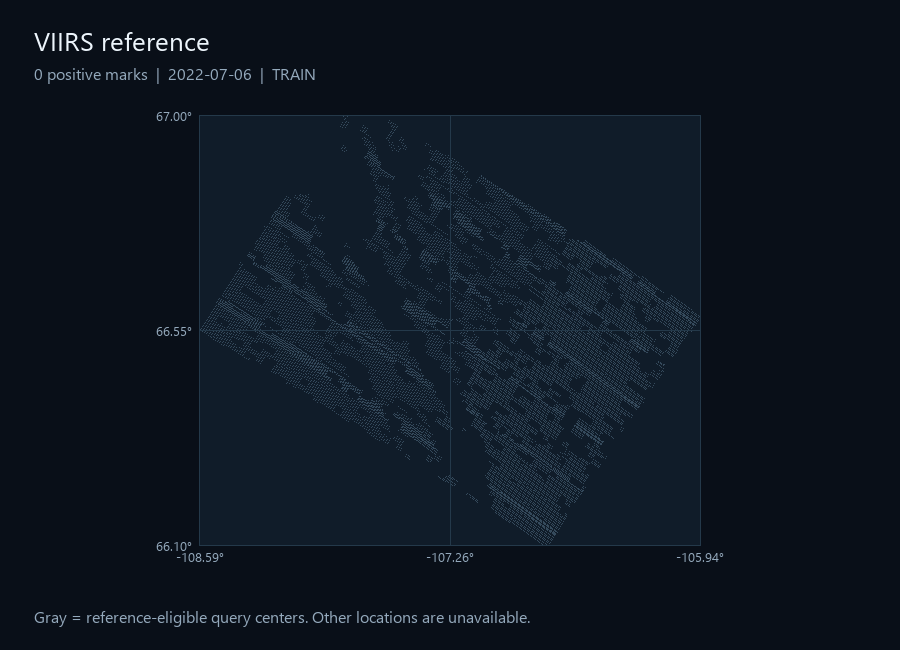 VIIRS reference
0 positive marks | 2022-07-06 | TRAIN
67.00°
66.55°
66.10°
-108.59° -107.26° -105.94°
Gray = reference-eligible query centers. Other locations are unavailable.